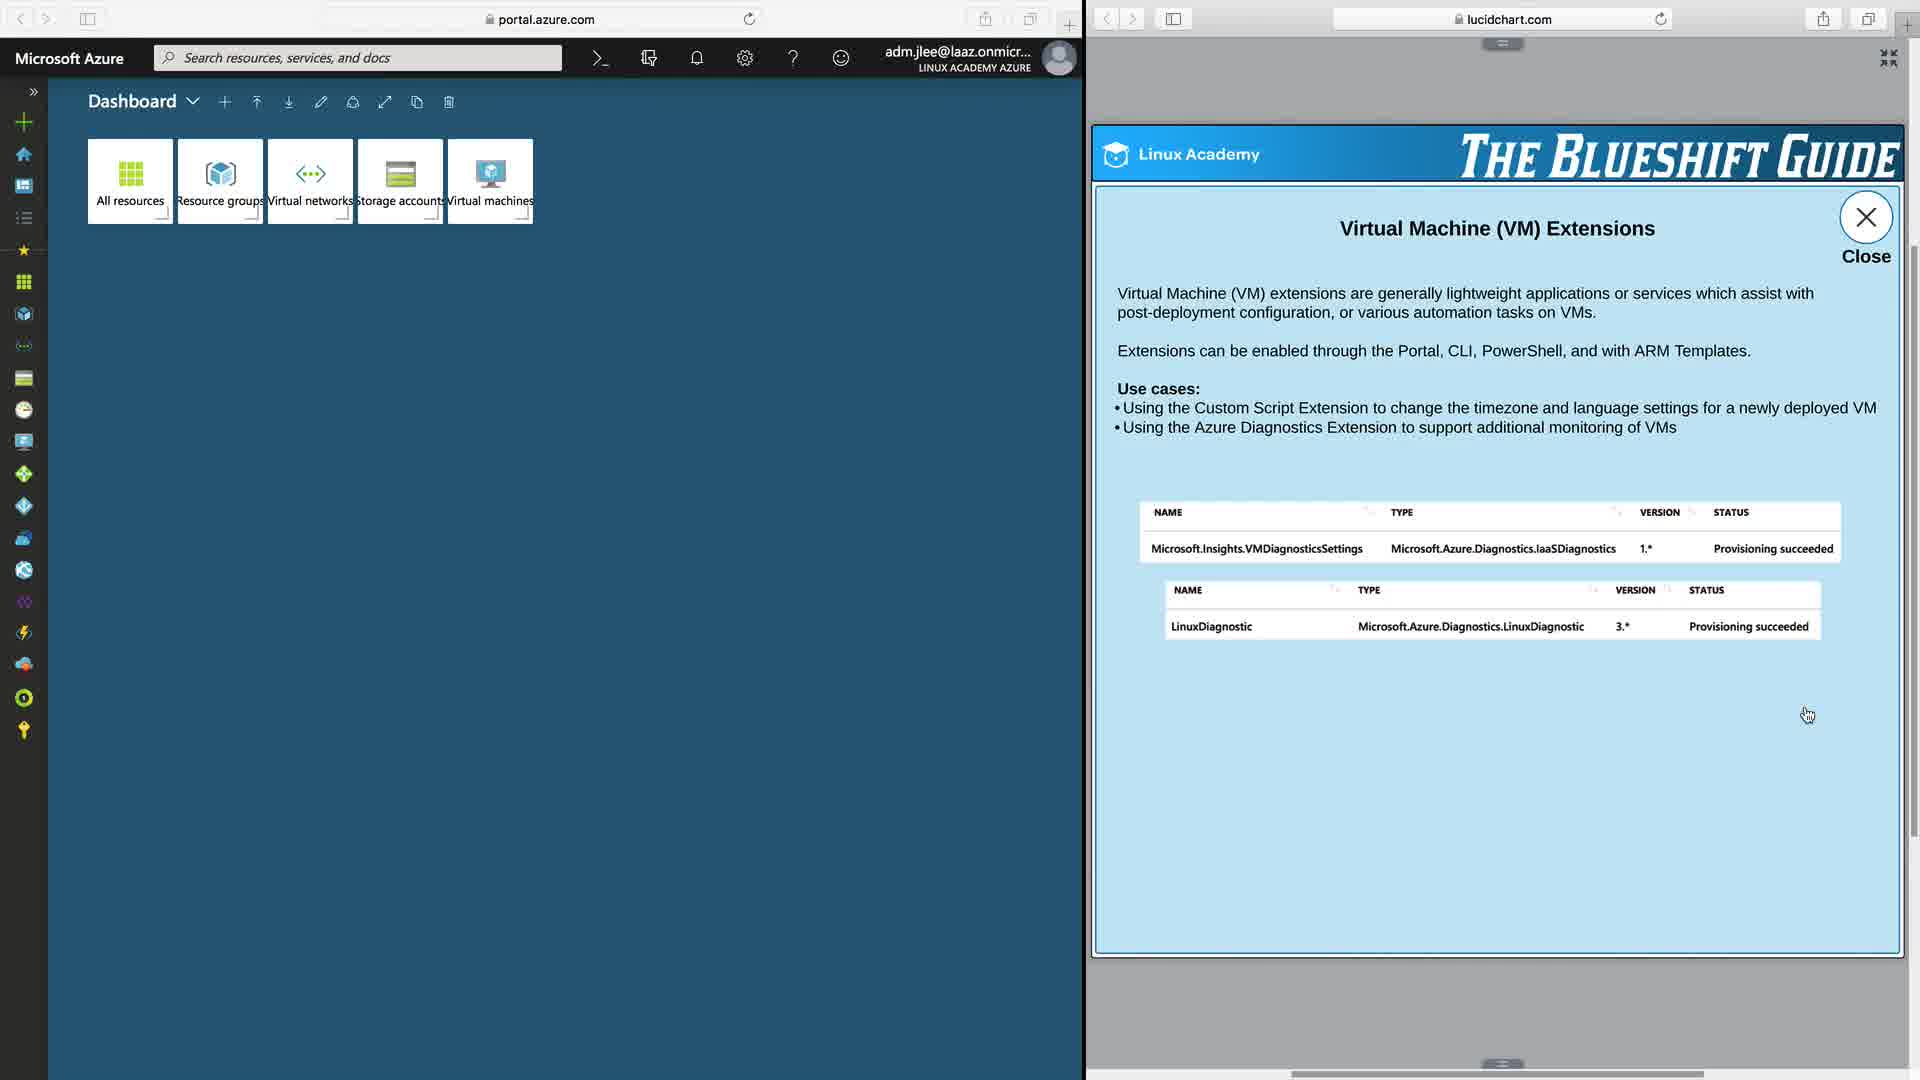 portal.azure.com
Microsoft Azure
Search resources, services, and docs
adm.jlee@laaz.onmicr...
LINUX ACADEMY AZURE
Dashboard
All resources
Resource groups
Virtual networks
Storage accounts
Virtual machines
lucidchart.com
Linux Academy
THE BLUESHIFT GUIDE
Virtual Machine (VM) Extensions
Close
Virtual Machine (VM) extensions are generally lightweight applications or services which assist with
post-deployment configuration, or various automation tasks on VMs.
Extensions can be enabled through the Portal, CLI, PowerShell, and with ARM Templates.
Use cases:
• Using the Custom Script Extension to change the timezone and language settings for a newly deployed VM
• Using the Azure Diagnostics Extension to support additional monitoring of VMs
NAME TYPE VERSION STATUS
Microsoft.Insights.VMDiagnosticsSettings Microsoft.Azure.Diagnostics.IaaSDiagnostics 1.* Provisioning succeeded
NAME TYPE VERSION STATUS
LinuxDiagnostic Microsoft.Azure.Diagnostics.LinuxDiagnostic 3.* Provisioning succeeded